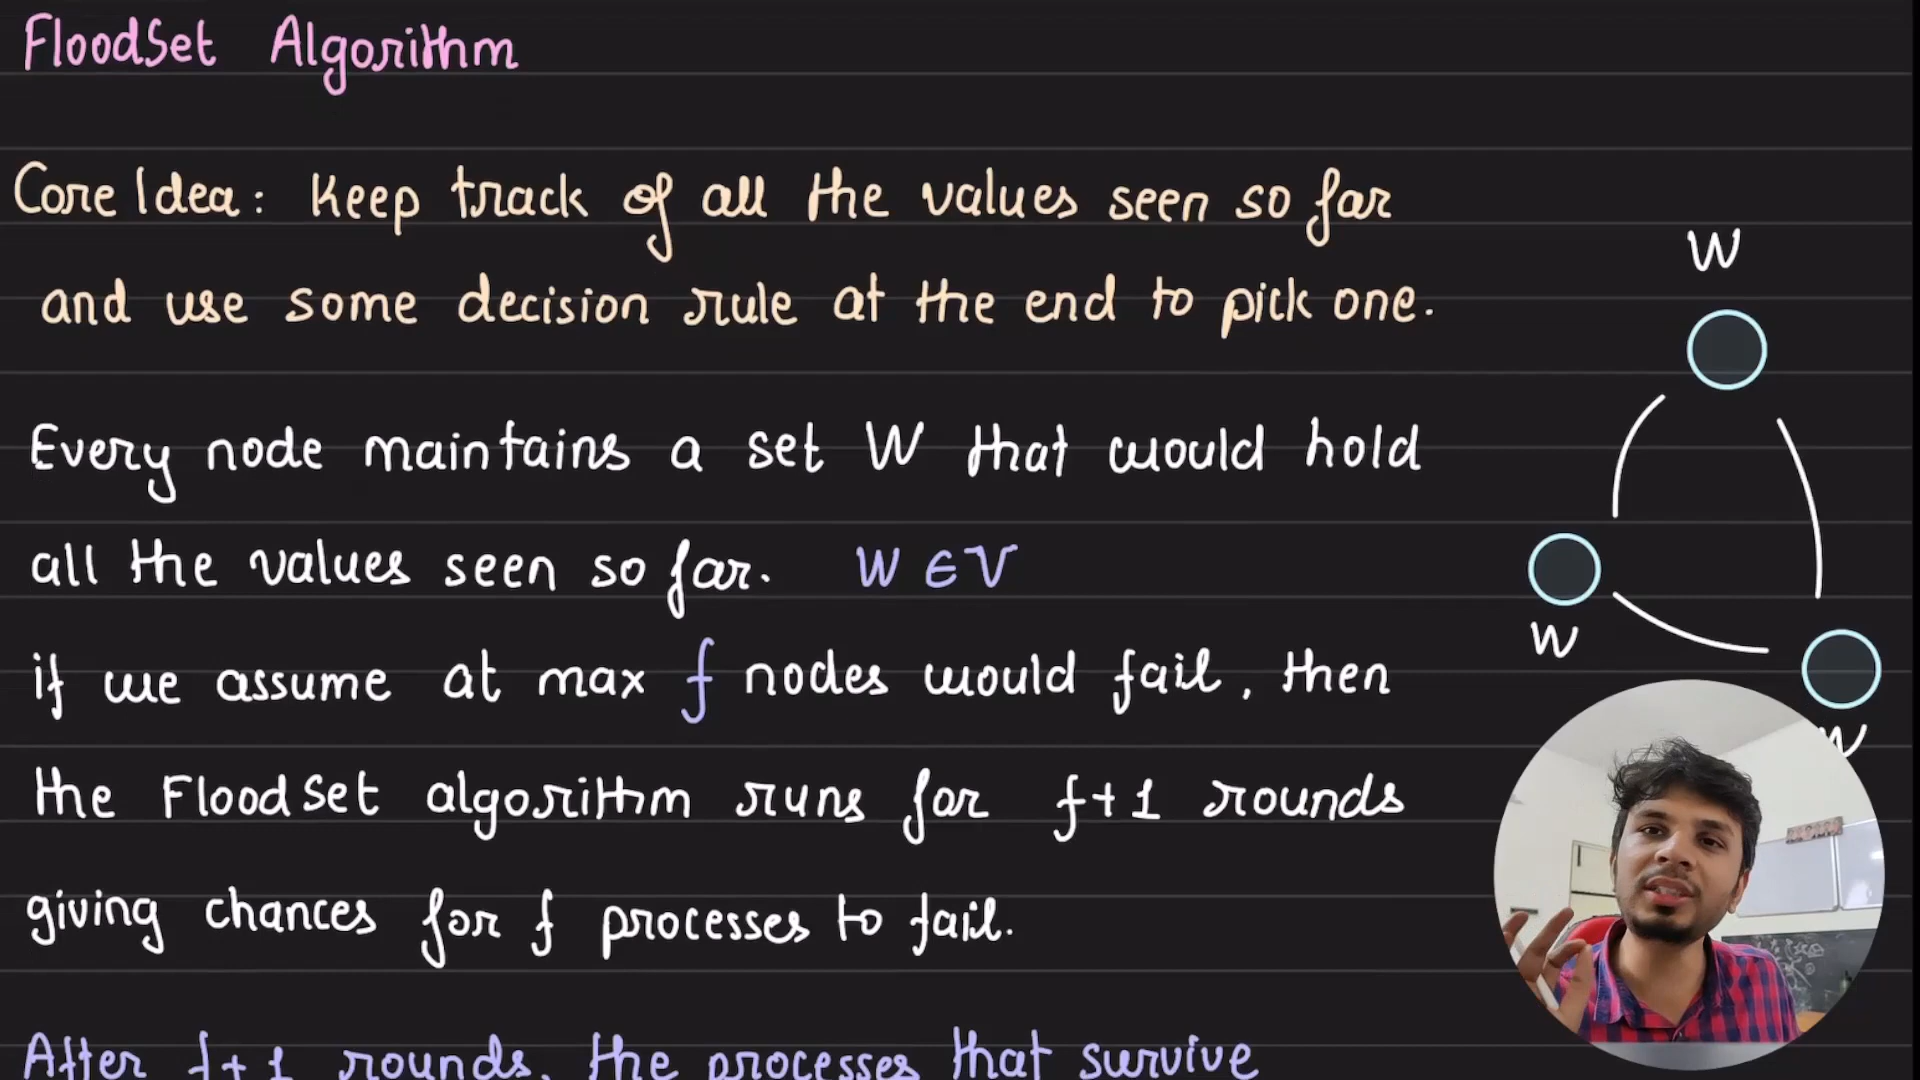 FloodSet Algorithm
Core Idea: Keep track of all the values seen so far
and use some decision rule at the end to pick one.
W
Every node maintains a set W that would hold
all the values seen so far. W ∈ V
W
if we assume at max f nodes would fail, then
W
the FloodSet algorithm runs for f+1 rounds
giving chances for f processes to fail.
After f+1 rounds, the processes that survive